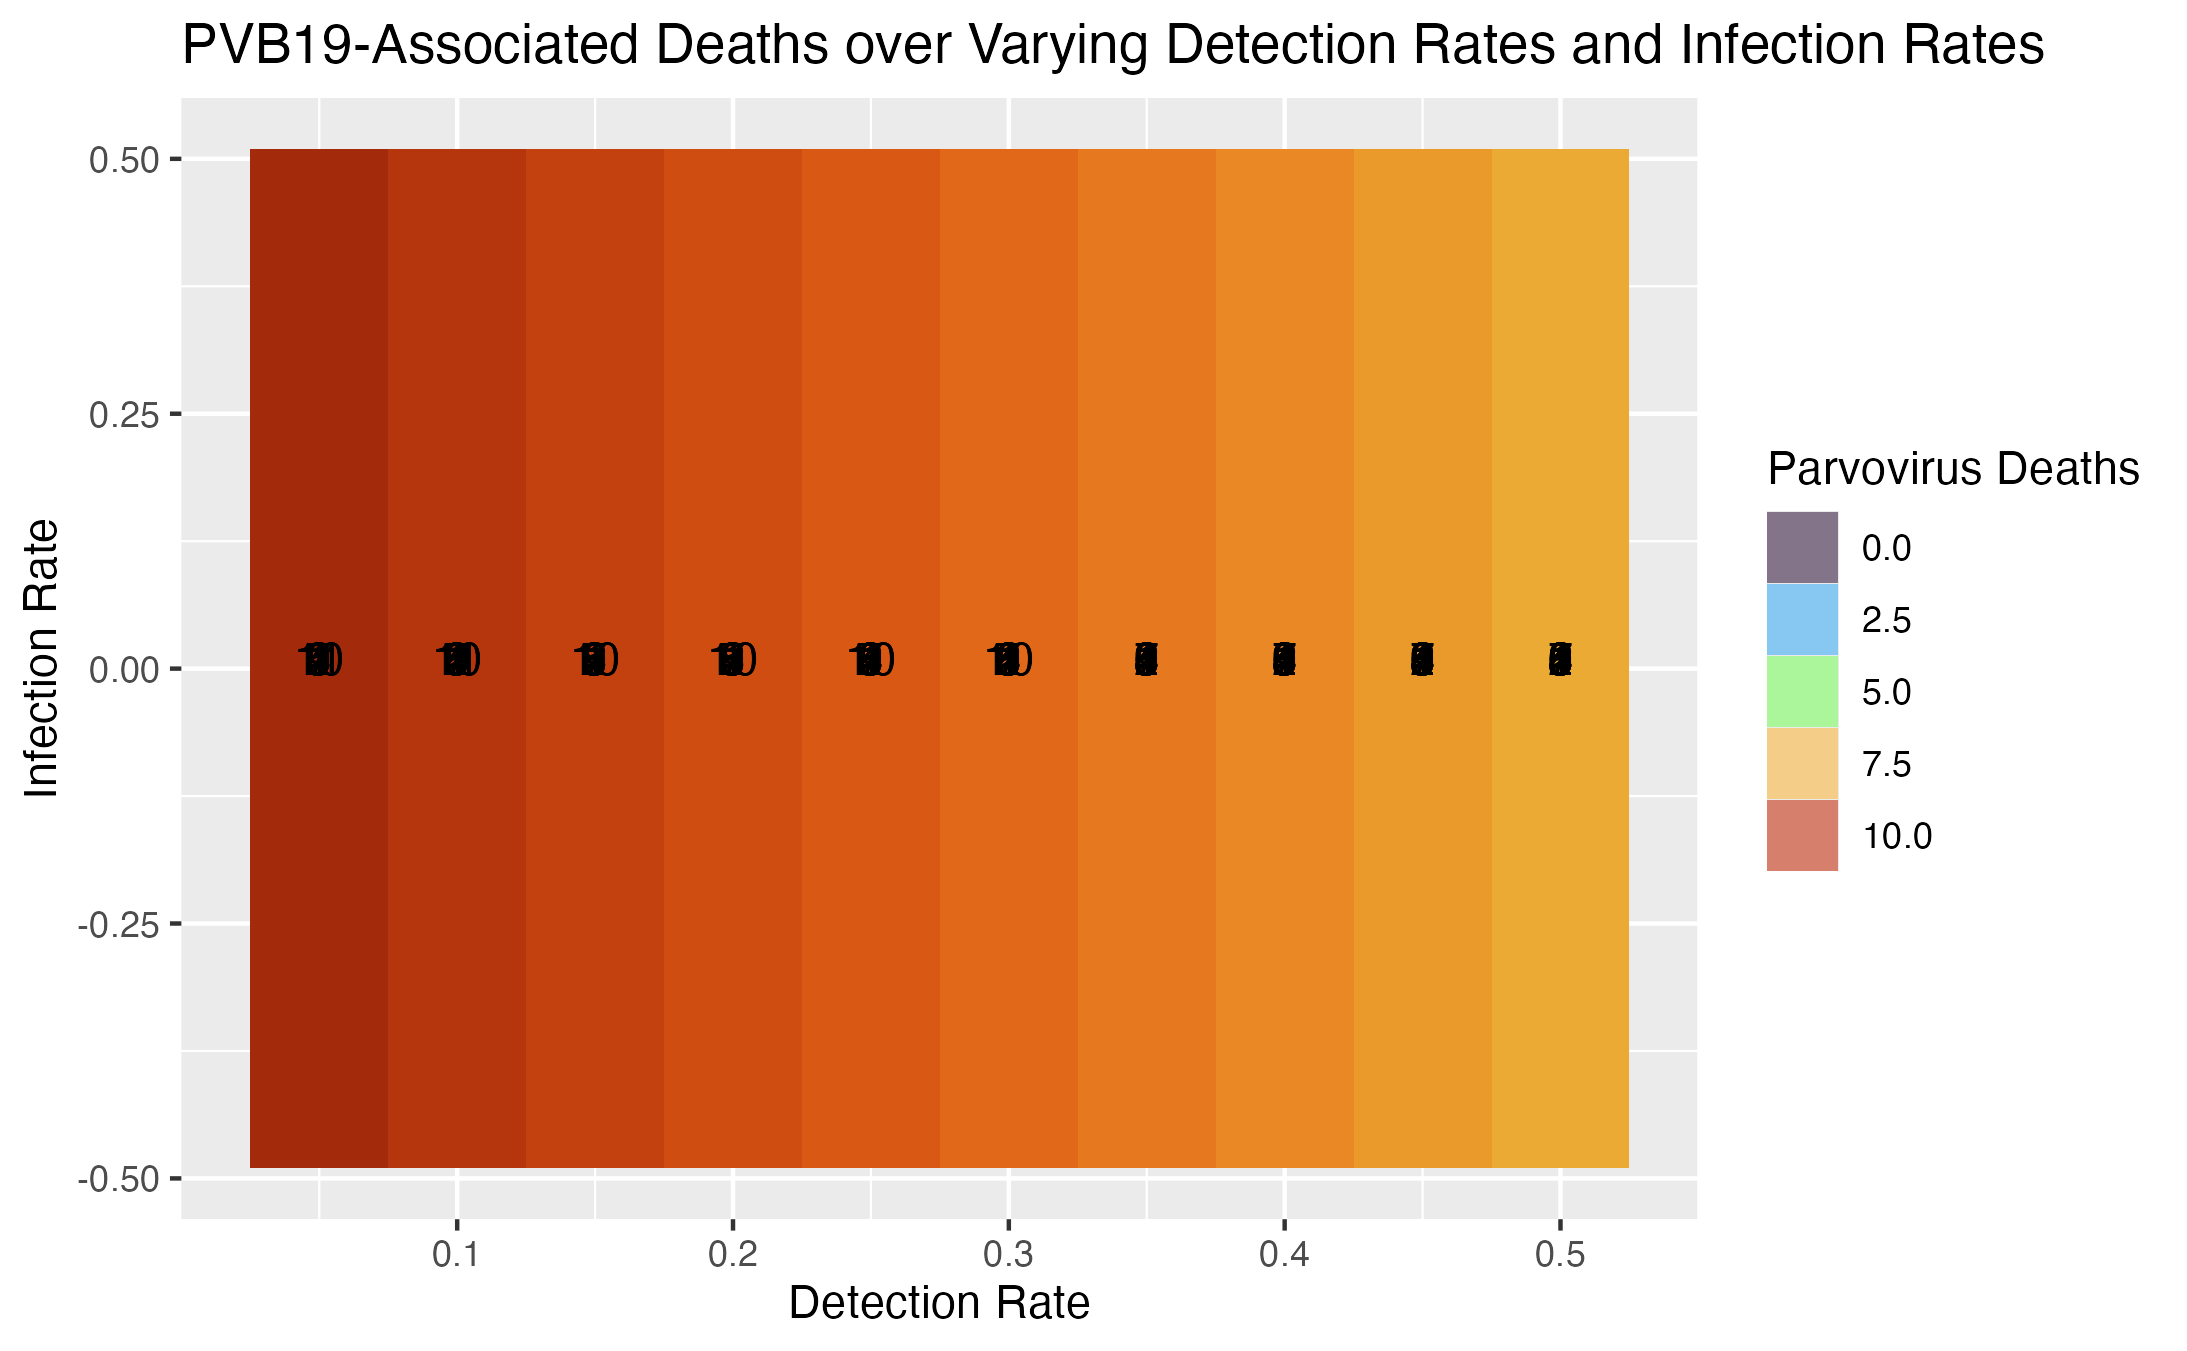 PVB19-Associated Deaths over Varying Detection Rates and Infection Rates
0.50
0.25
0.00
-0.25
-0.50
Infection Rate
0.1 0.2 0.3 0.4 0.5
Detection Rate
Parvovirus Deaths
0.0
2.5
5.0
7.5
10.0